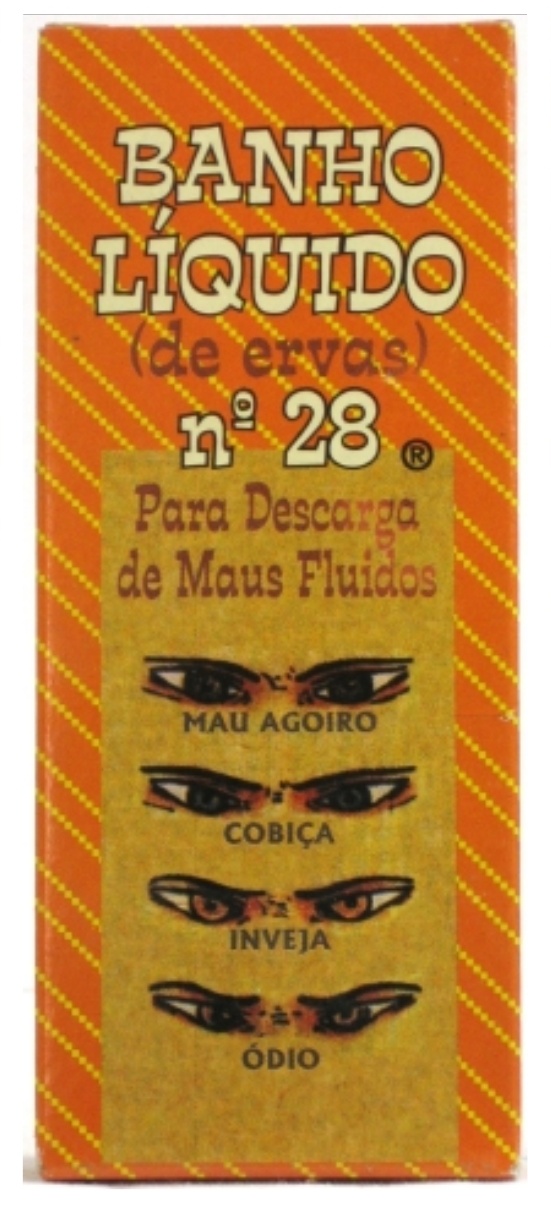 BANHO
LÍQUIDO
(de ervas)
nº 28 ®
Para Descarga
de Maus Fluidos
MAU AGOIRO
COBIÇA
INVEJA
ÓDIO